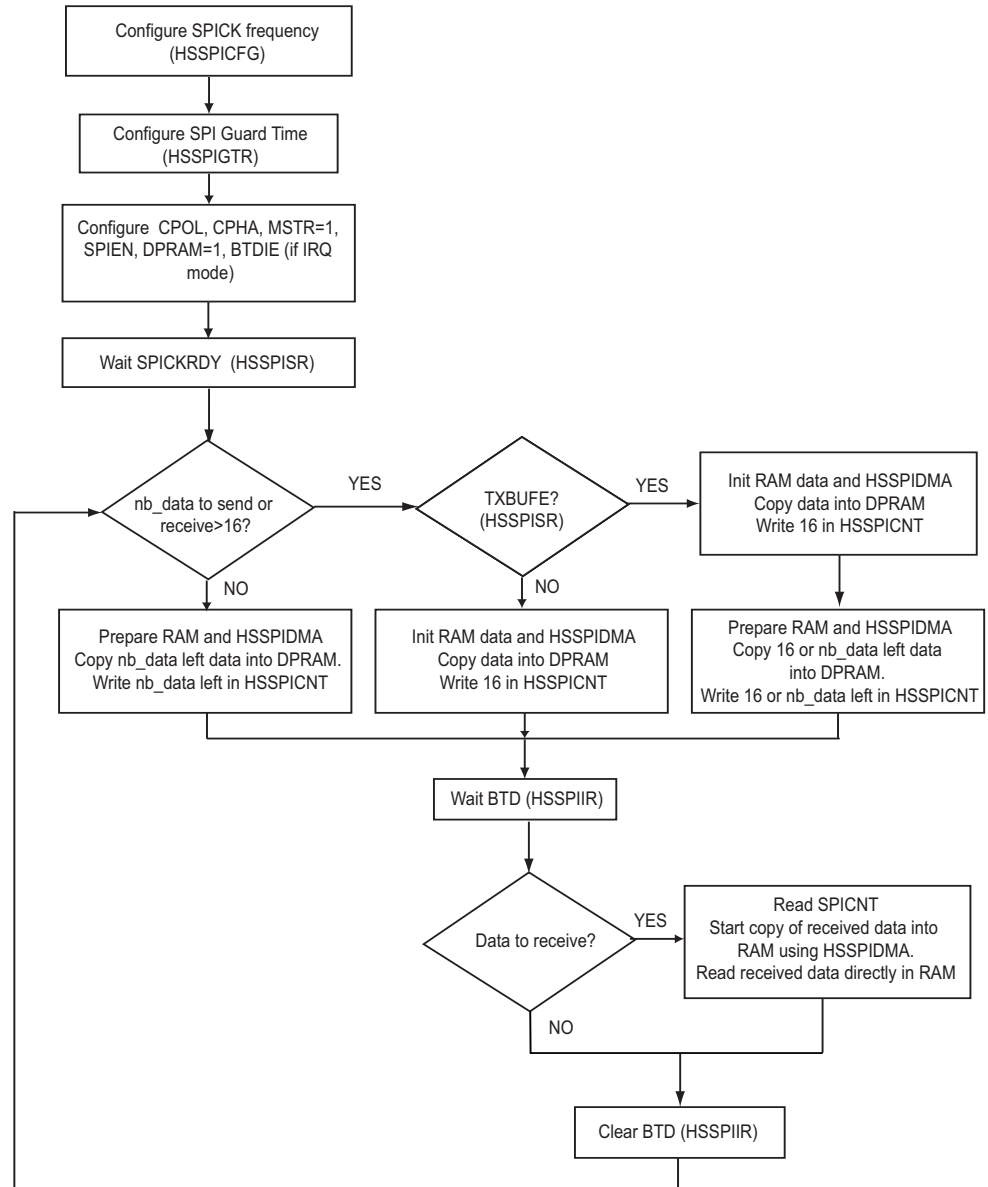 Configure SPICK frequency
(HSSPICFG)
Configure SPI Guard Time
(HSSPIGTR)
Configure CPOL, CPHA, MSTR=1,
SPIEN, DPRAM=1, BTDIE (if IRQ
mode)
Wait SPICKRDY (HSSPISR)
nb_data to send or
receive>16?
YES
NO
TXBUFE?
(HSSPISR)
YES
NO
Init RAM data and HSSPIDMA
Copy data into DPRAM
Write 16 in HSSPICNT
Prepare RAM and HSSPIDMA
Copy nb_data left data into DPRAM.
Write nb_data left in HSSPICNT
Init RAM data and HSSPIDMA
Copy data into DPRAM
Write 16 in HSSPICNT
Prepare RAM and HSSPIDMA
Copy 16 or nb_data left data
into DPRAM.
Write 16 or nb_data left in HSSPICNT
Wait BTD (HSSPIIR)
Data to receive?
YES
NO
Read SPICNT
Start copy of received data into
RAM using HSSPIDMA.
Read received data directly in RAM
Clear BTD (HSSPIIR)